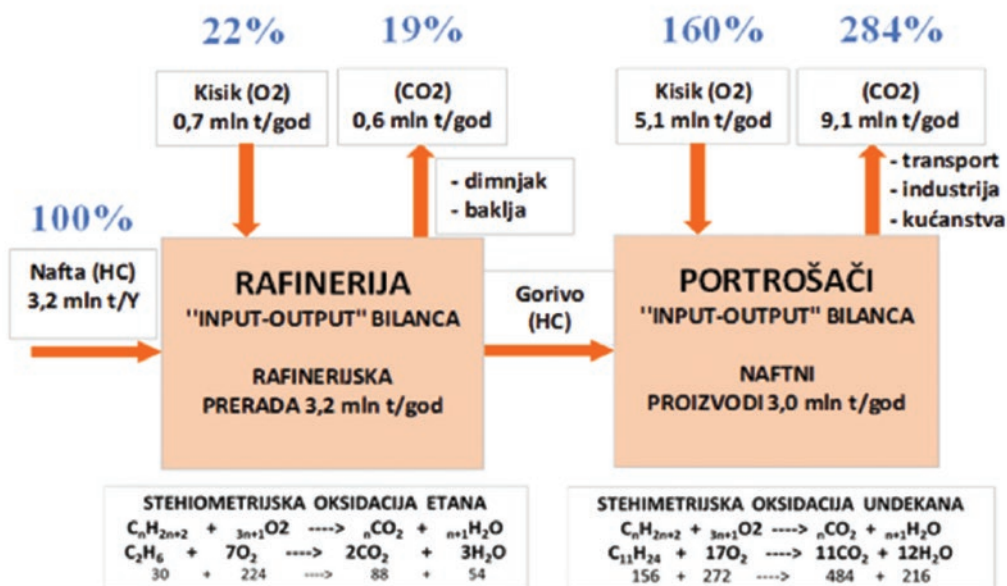 22%
19%
160%
284%
Kisik (O2)
0,7 mln t/god
(CO2)
0,6 mln t/god
Kisik (O2)
5,1 mln t/god
(CO2)
9,1 mln t/god
- dimnjak
- baklja
- transport
- industrija
- kućanstva
100%
Nafta (HC)
3,2 mln t/Y
RAFINERIJA
"INPUT-OUTPUT" BILANCA
RAFINERIJSKA
PRERADA 3,2 mln t/god
Gorivo
(HC)
PORTROŠAČI
"INPUT-OUTPUT" BILANCA
NAFTNI
PROIZVODI 3,0 mln t/god
STEHIOMETRIJSKA OKSIDACIJA ETANA
CₙH₂ₙ₊₂ + ₃ₙ₊₁O2 ----> ₙCO₂ + ₙ₊₁H₂O
C₂H₆ + 7O₂ ----> 2CO₂ + 3H₂O
30 + 224 ----> 88 + 54
STEHIMETRIJSKA OKSIDACIJA UNDEKANA
CₙH₂ₙ₊₂ + ₃ₙ₊₁O2 ----> ₙCO₂ + ₙ₊₁H₂O
C₁₁H₂₄ + 17O₂ ----> 11CO₂ + 12H₂O
156 + 272 ----> 484 + 216